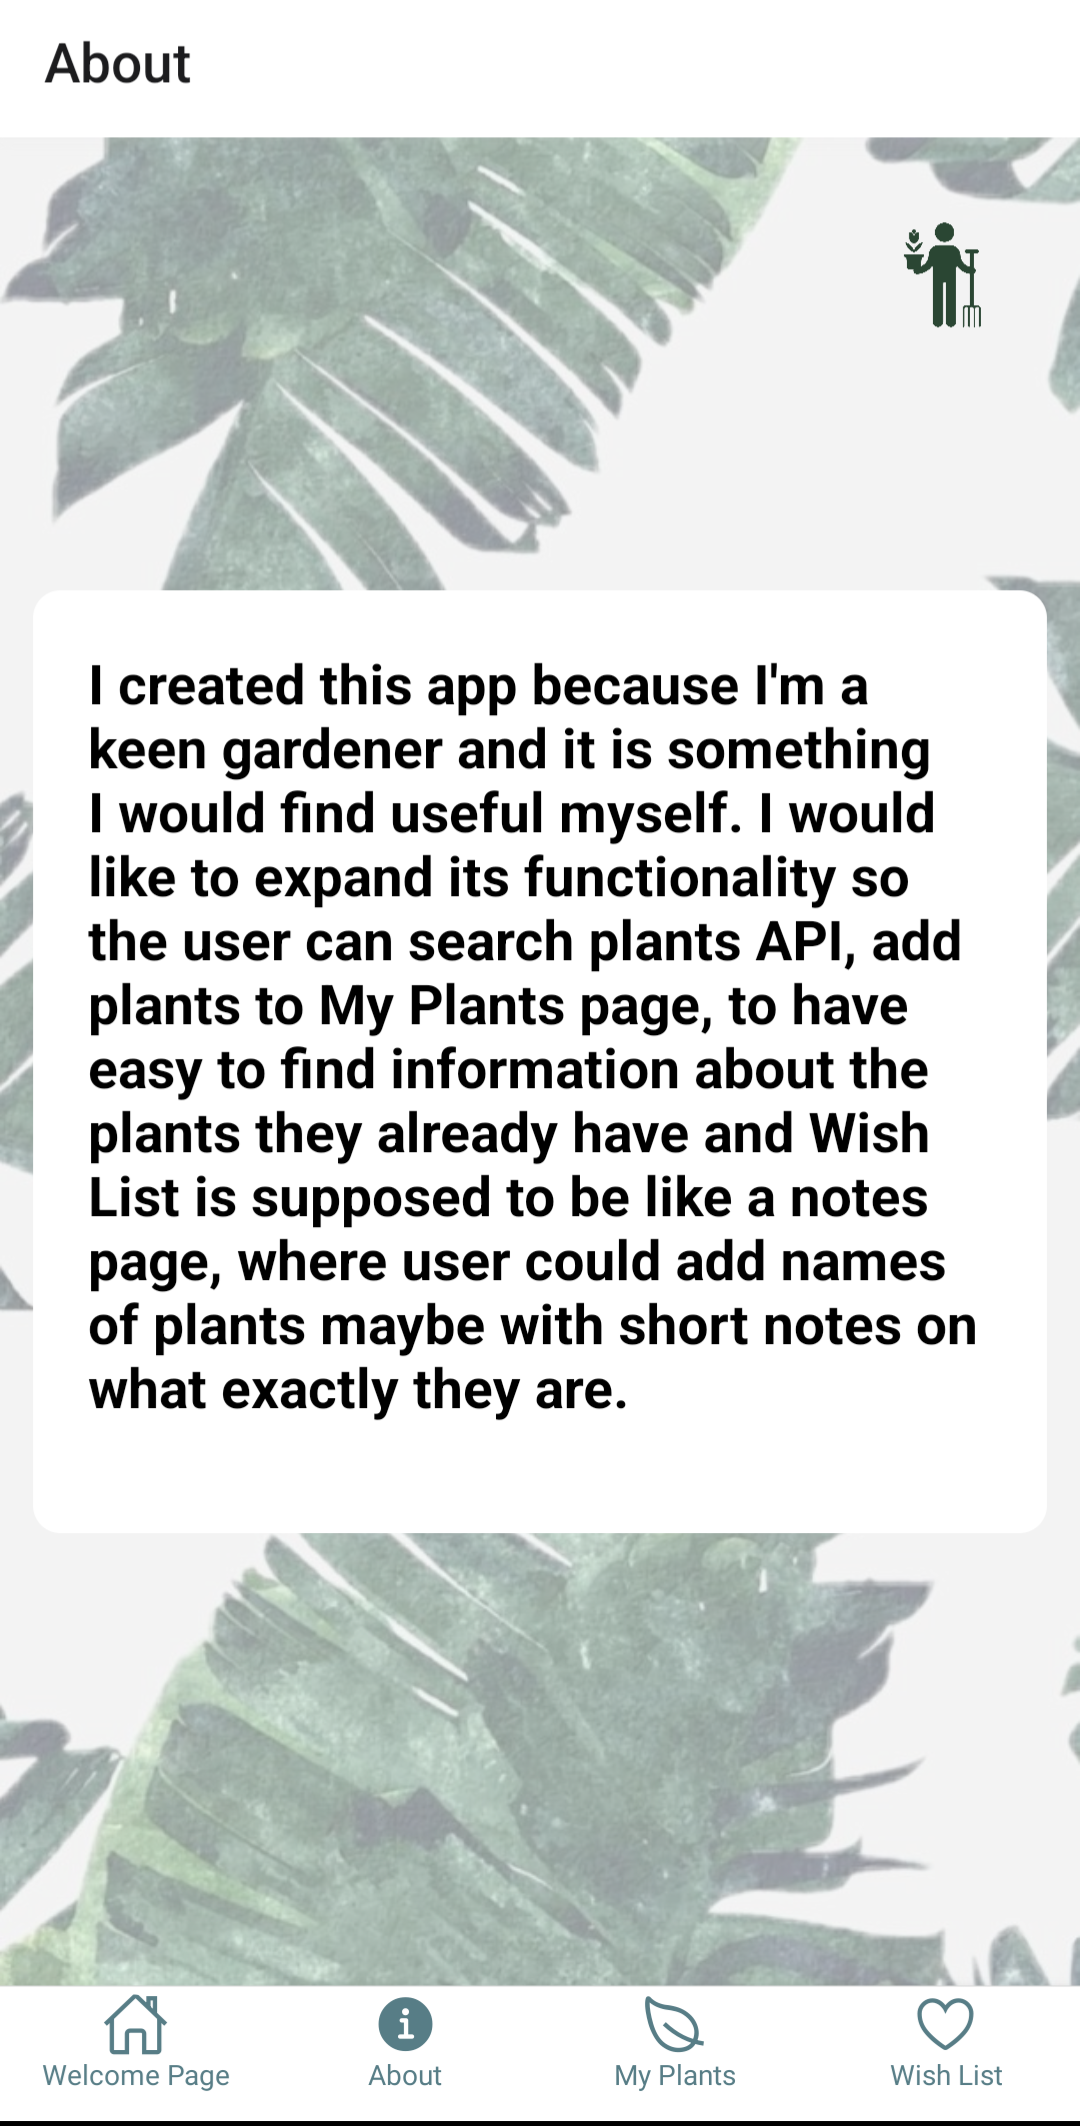 About
I created this app because I'm a
keen gardener and it is something
I would find useful myself. I would
like to expand its functionality so
the user can search plants API, add
plants to My Plants page, to have
easy to find information about the
plants they already have and Wish
List is supposed to be like a notes
page, where user could add names
of plants maybe with short notes on
what exactly they are.
Welcome Page
About
My Plants
Wish List